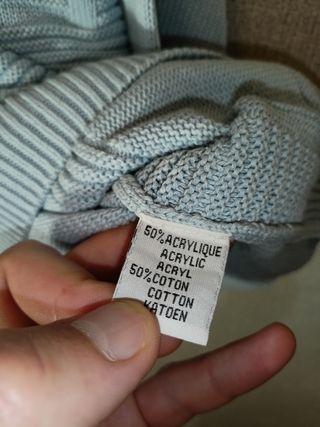 50%ACRYLIQUE
ACRYLIC
ACRYL
50%COTON
COTTON
KATOEN